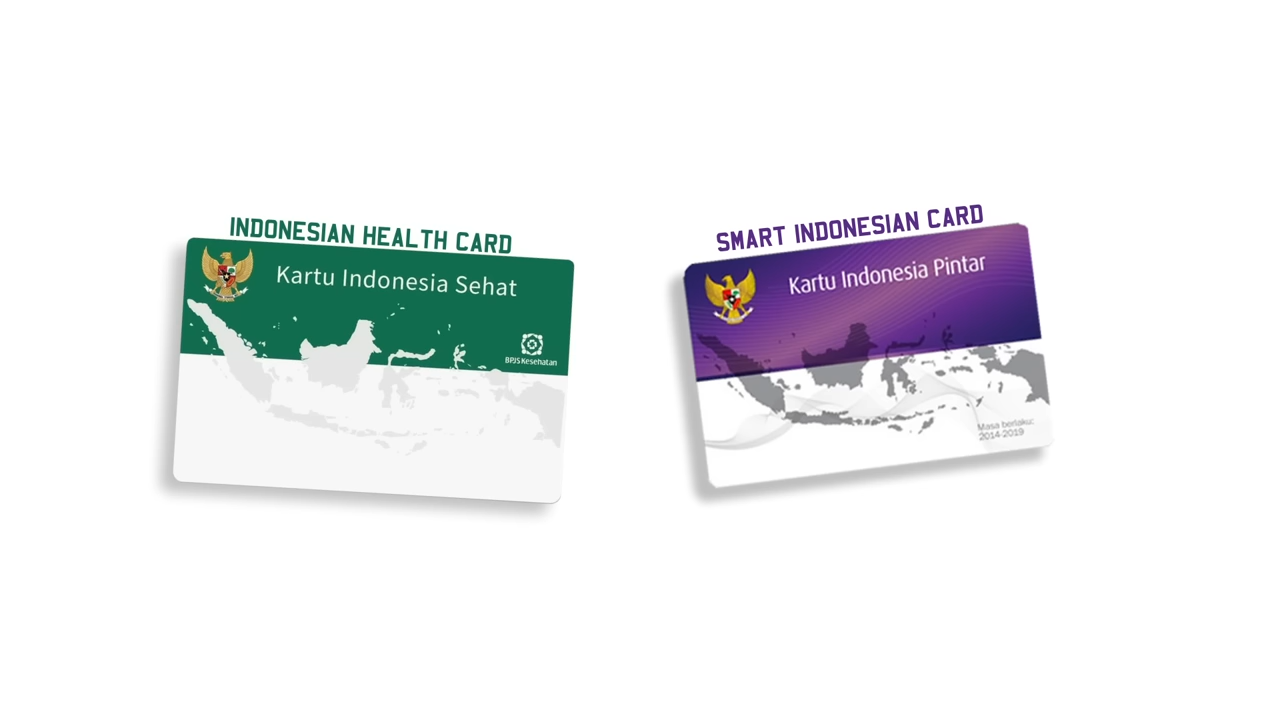 INDONESIAN HEALTH CARD
Kartu Indonesia Sehat
BPJS Kesehatan
SMART INDONESIAN CARD
Kartu Indonesia Pintar
Masa berlaku:
2014-2019